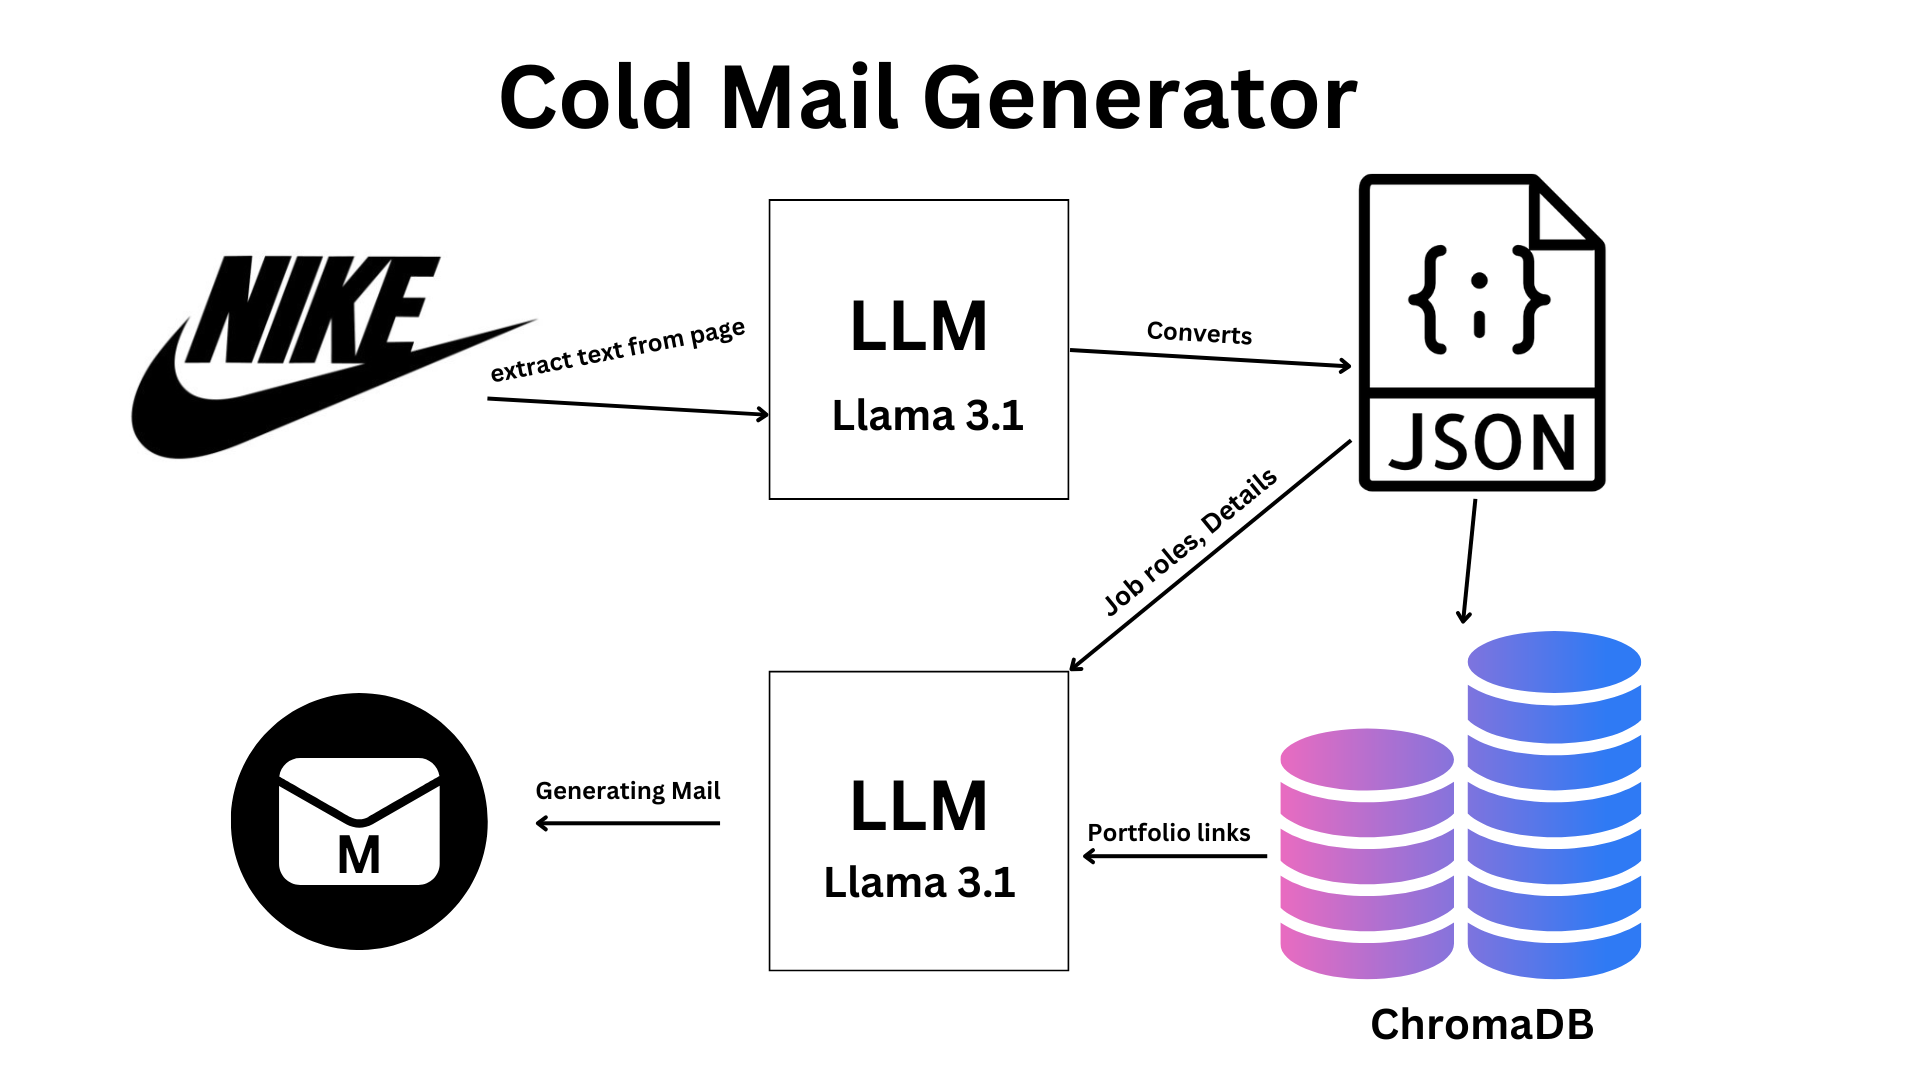 Cold Mail Generator
NIKE
extract text from page
LLM
Llama 3.1
Converts
{;}
JSON
Job roles, Details
LLM
Llama 3.1
Generating Mail
M
Portfolio links
ChromaDB